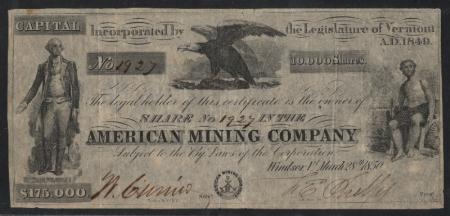 CAPITAL
Incorporated by the Legislature of Vermont
A.D. 1849.
No 1927
10.000 Shares.
The legal holder of this certificate is the owner of
SHARE No 1927 IN THE
AMERICAN MINING COMPANY
Subject to the By Laws of the Corporation
Windsor, Vt March 28th 1850
$175.000